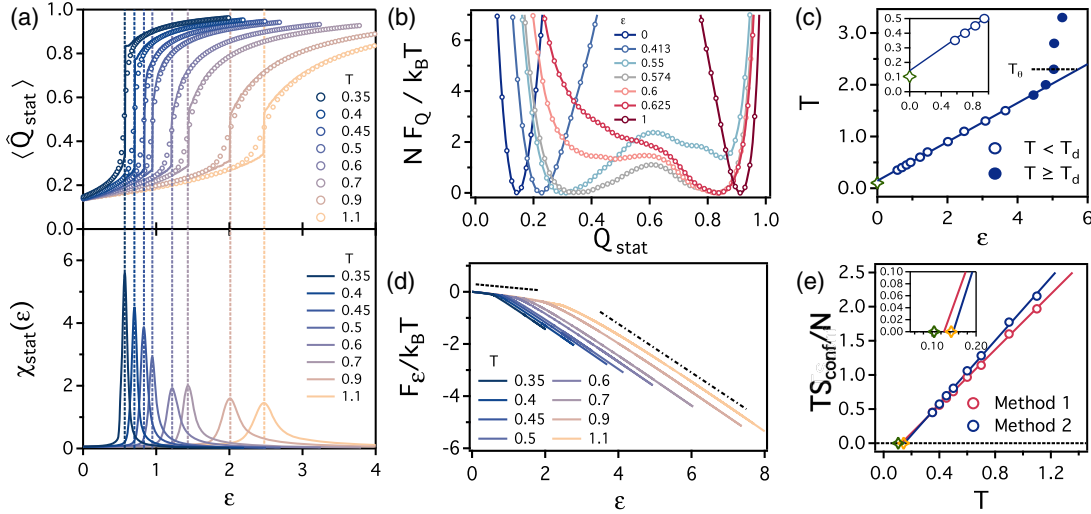 (a)
1.0
0.8
0.6
0.4
0.2
⟨Q̂stat⟩
T
0.35
0.4
0.45
0.5
0.6
0.7
0.9
1.1
6
4
2
0
χstat(ε)
T
0.35
0.4
0.45
0.5
0.6
0.7
0.9
1.1
0 1 2 3 4
ε
(b)
6
4
2
0
N FQ / kBT
ε
0
0.413
0.55
0.574
0.6
0.625
1
0.0 0.2 0.4 0.6 0.8 1.0
Qstat
(c)
3.0
2.0
1.0
0.0
T
0.5
0.4
0.3
0.2
0.1
0.0 0.5
Tθ
T < Td
T ≥ Td
0 2 4 6
ε
(d)
0
-2
-4
-6
Fε/kBT
T
0.35
0.4
0.45
0.5
0.6
0.7
0.9
1.1
0 2 4 6 8
ε
(e)
2.5
2.0
1.5
1.0
0.5
0.0
TSconf/N
0.10
0.08
0.06
0.04
0.02
0.00
0.10 0.20
Method 1
Method 2
0.0 0.4 0.8 1.2
T